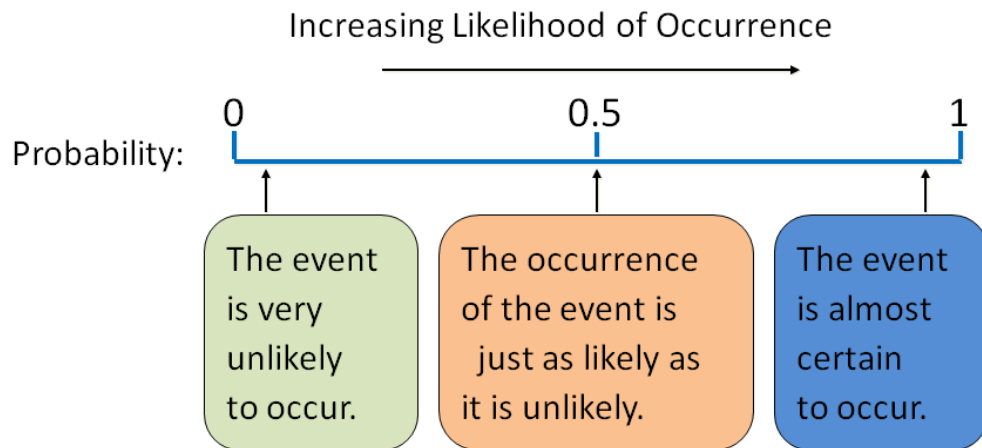 Increasing Likelihood of Occurrence
0 0.5 1
Probability:
The event
is very
unlikely
to occur.
The occurrence
of the event is
just as likely as
it is unlikely.
The event
is almost
certain
to occur.